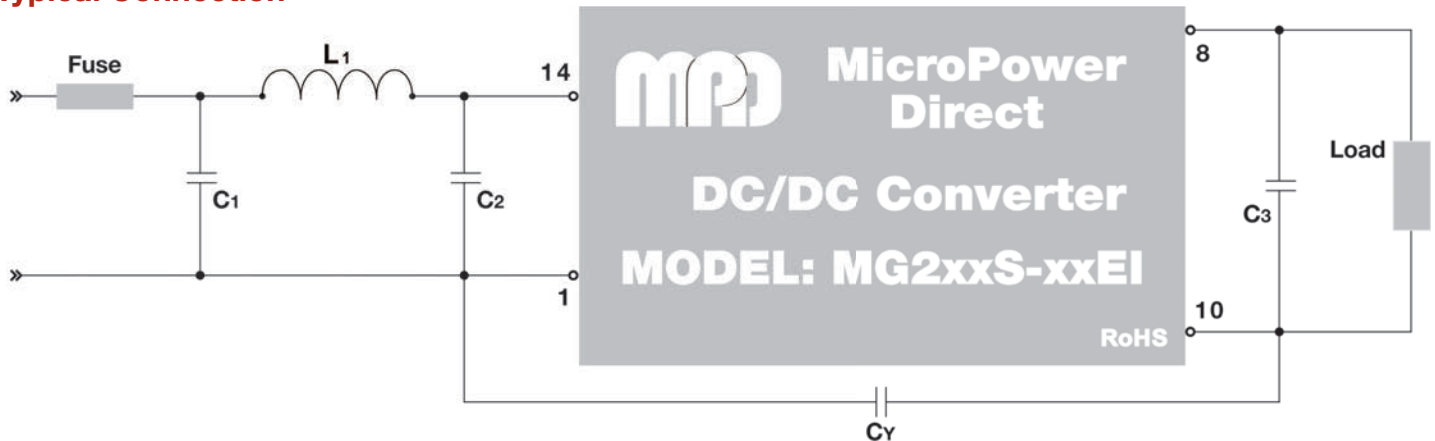 Typical Connection
Fuse
L1
14
C1
C2
1
MPD
MicroPower
Direct
DC/DC Converter
MODEL: MG2xxS-xxEI
RoHS
8
Load
C3
10
CY